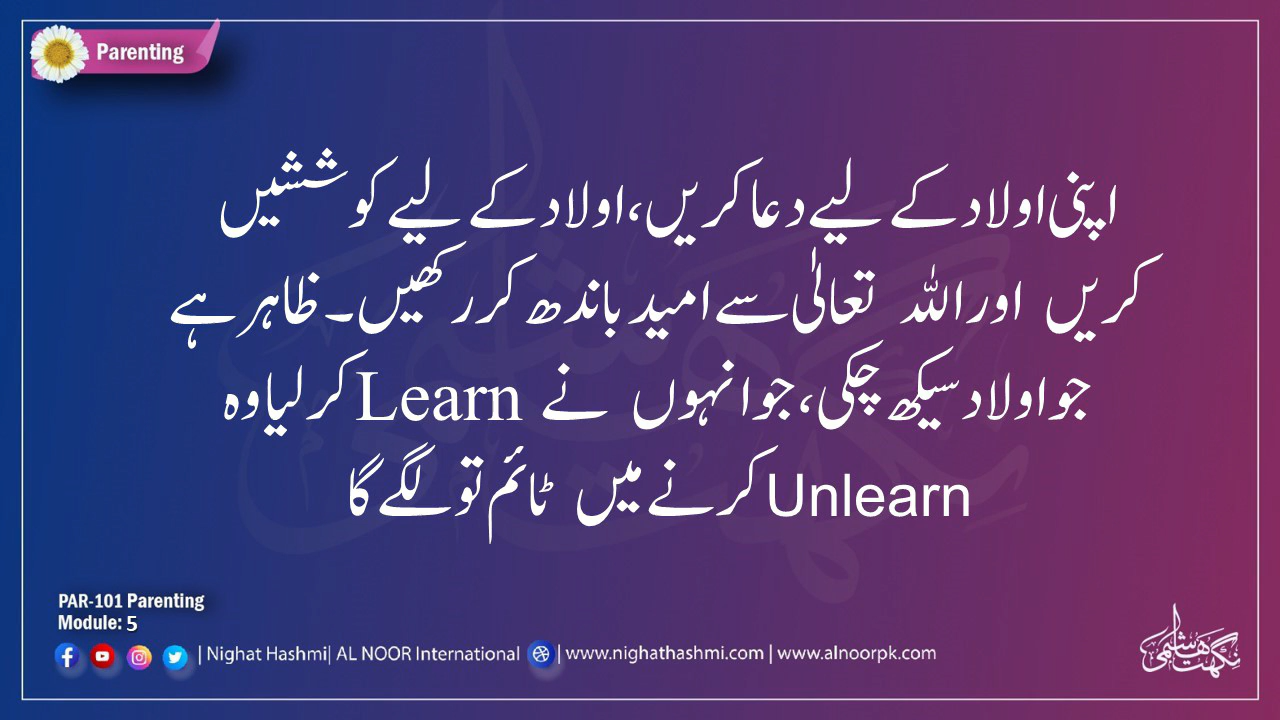 Parenting
اپنی اولاد کے لیے دعا کریں، اولاد کے لیے کوششیں
کریں اور اللہ تعالیٰ سے امید باندھ کر رکھیں۔ ظاہر ہے
جو اولاد سیکھ چکی، جو انہوں نے Learn کر لیا وہ
Unlearn کرنے میں ٹائم تو لگے گا
PAR-101 Parenting
Module: 5
| Nighat Hashmi| AL NOOR International | www.nighathashmi.com | www.alnoorpk.com
نگہت ہاشمی